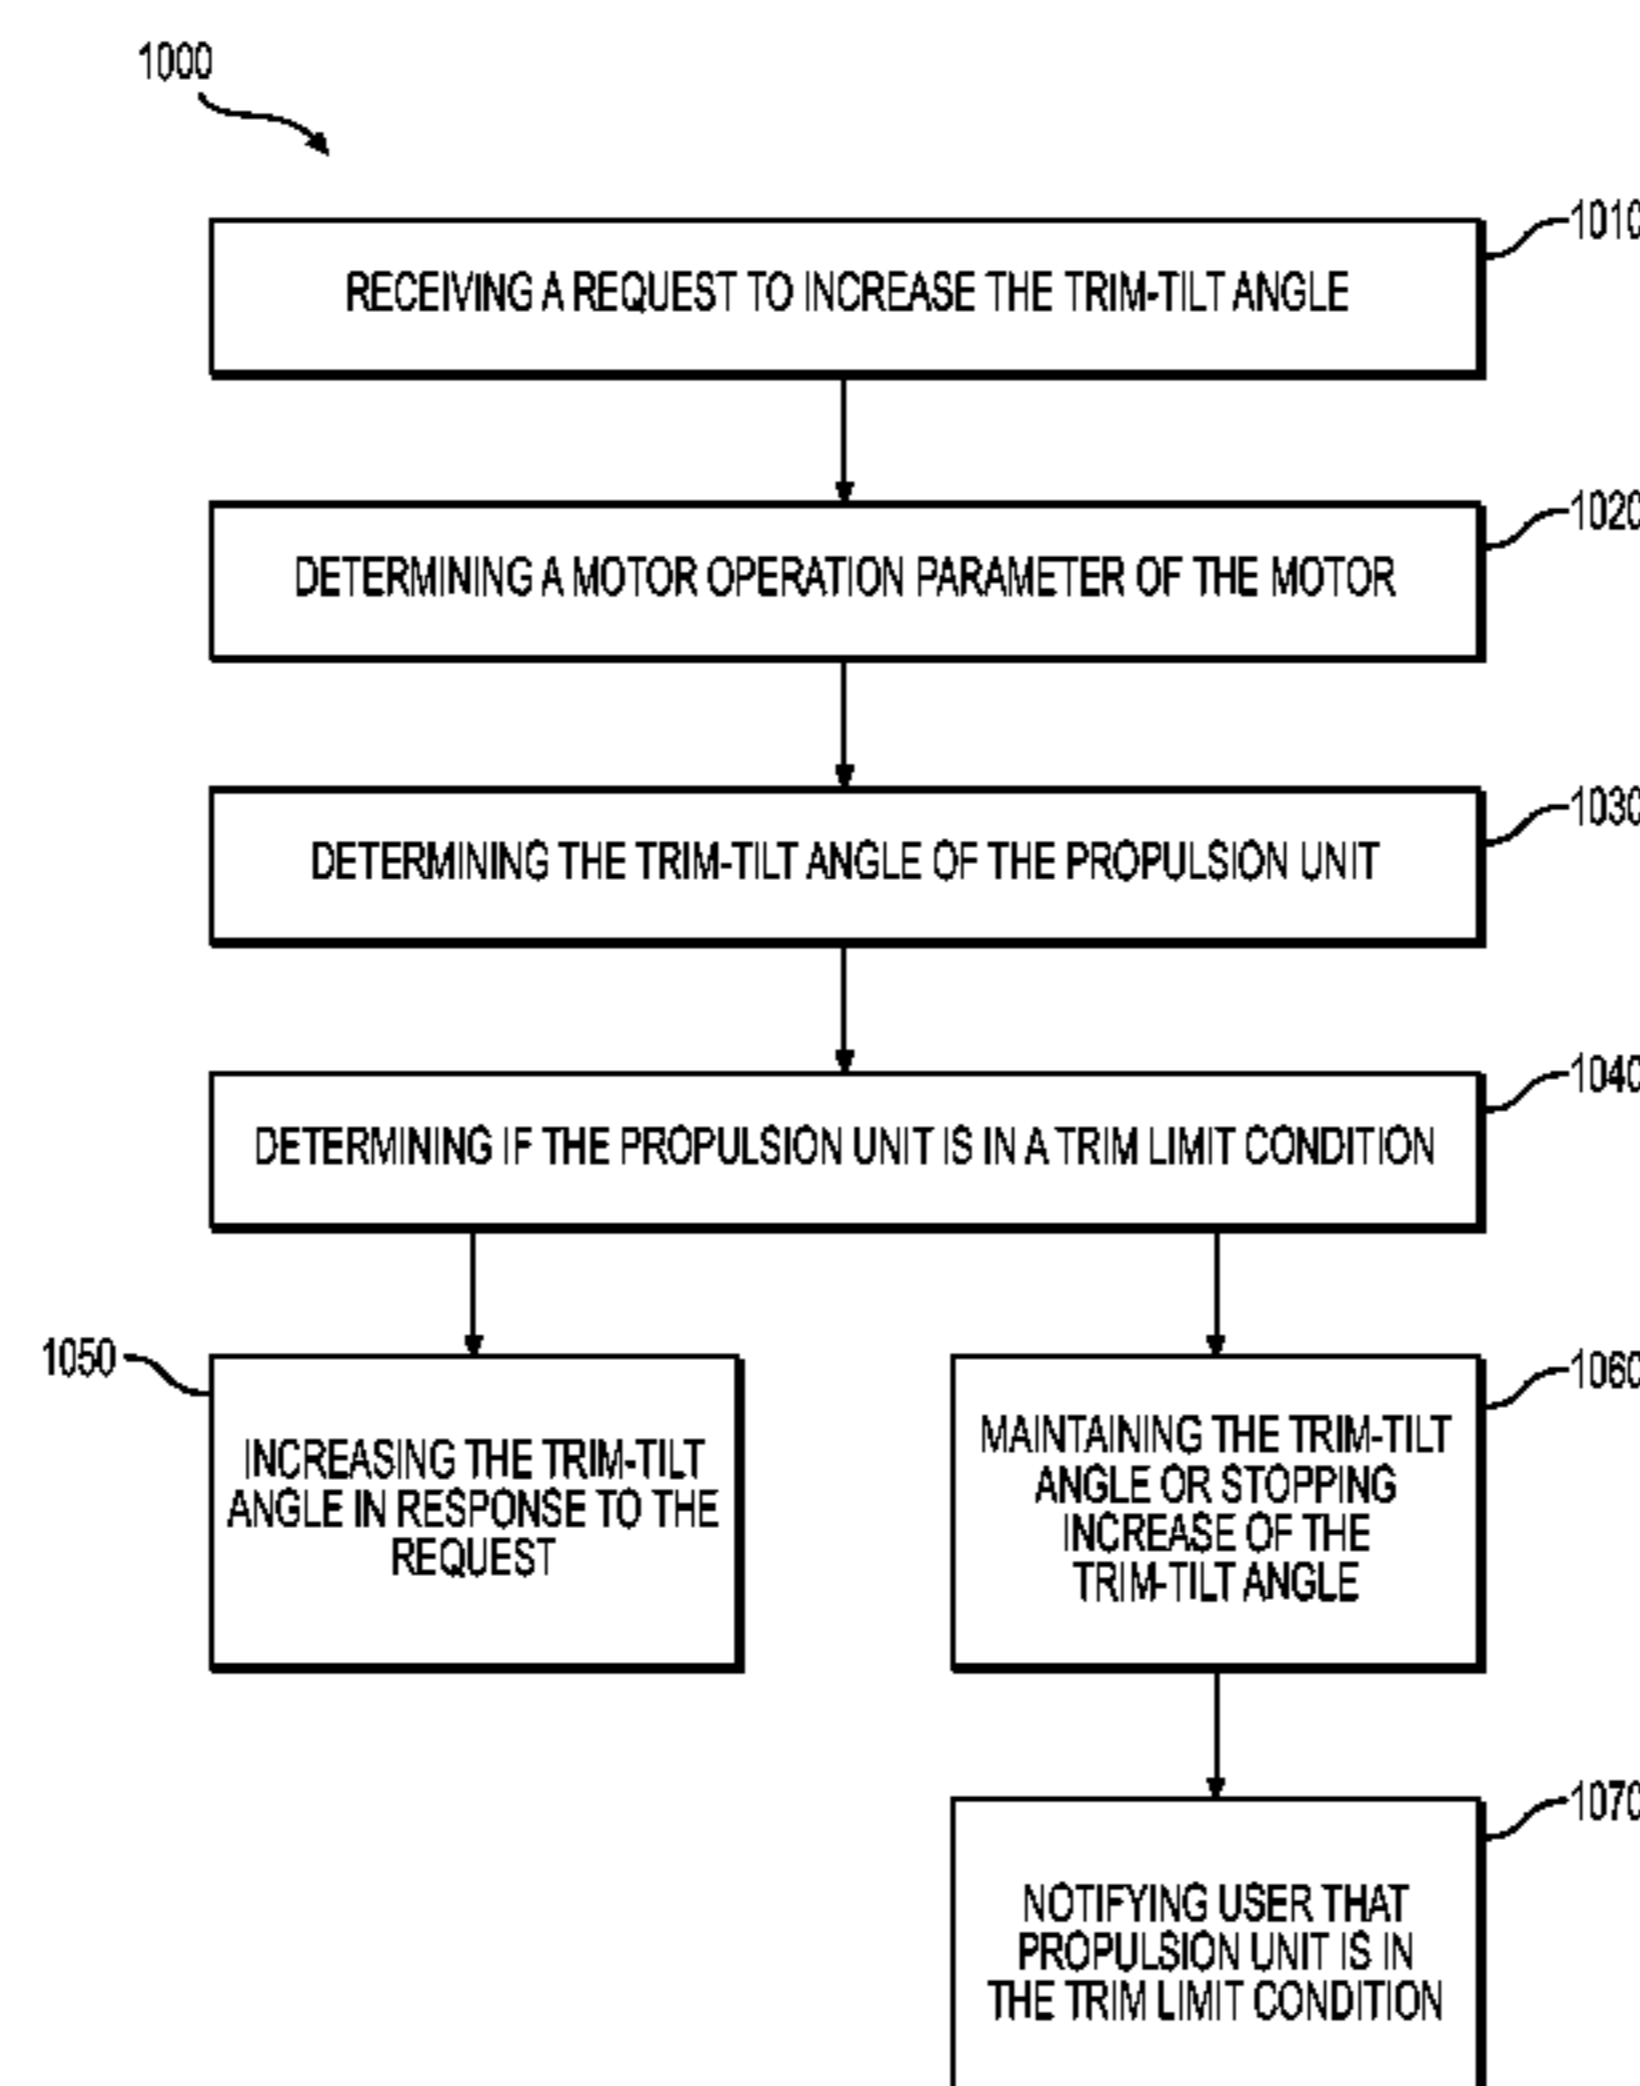 1000
1010
RECEIVING A REQUEST TO INCREASE THE TRIM-TILT ANGLE
1020
DETERMINING A MOTOR OPERATION PARAMETER OF THE MOTOR
1030
DETERMINING THE TRIM-TILT ANGLE OF THE PROPULSION UNIT
1040
DETERMINING IF THE PROPULSION UNIT IS IN A TRIM LIMIT CONDITION
1050
INCREASING THE TRIM-TILT
ANGLE IN RESPONSE TO THE
REQUEST
1060
MAINTAINING THE TRIM-TILT
ANGLE OR STOPPING
INCREASE OF THE
TRIM-TILT ANGLE
1070
NOTIFYING USER THAT
PROPULSION UNIT IS IN
THE TRIM LIMIT CONDITION